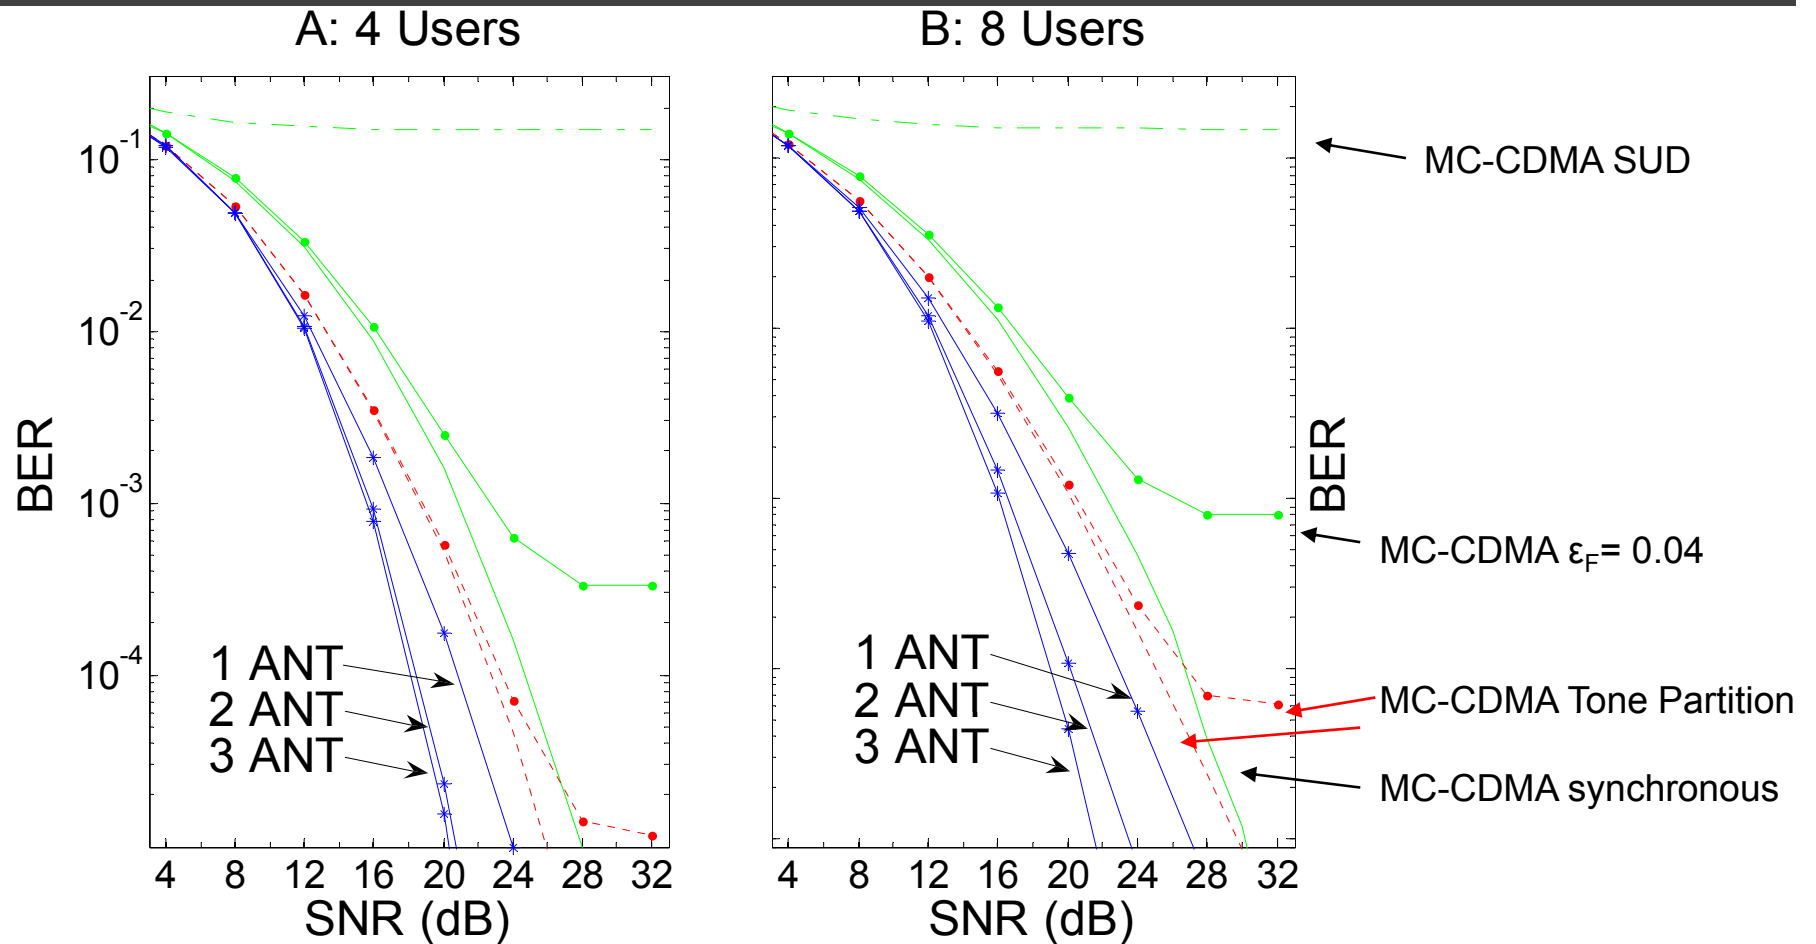 A: 4 Users
B: 8 Users
10-1
10-2
10-3
10-4
BER
1 ANT
2 ANT
3 ANT
4 8 12 16 20 24 28 32
SNR (dB)
1 ANT
2 ANT
3 ANT
4 8 12 16 20 24 28 32
SNR (dB)
BER
MC-CDMA SUD
MC-CDMA εF= 0.04
MC-CDMA Tone Partition
MC-CDMA synchronous